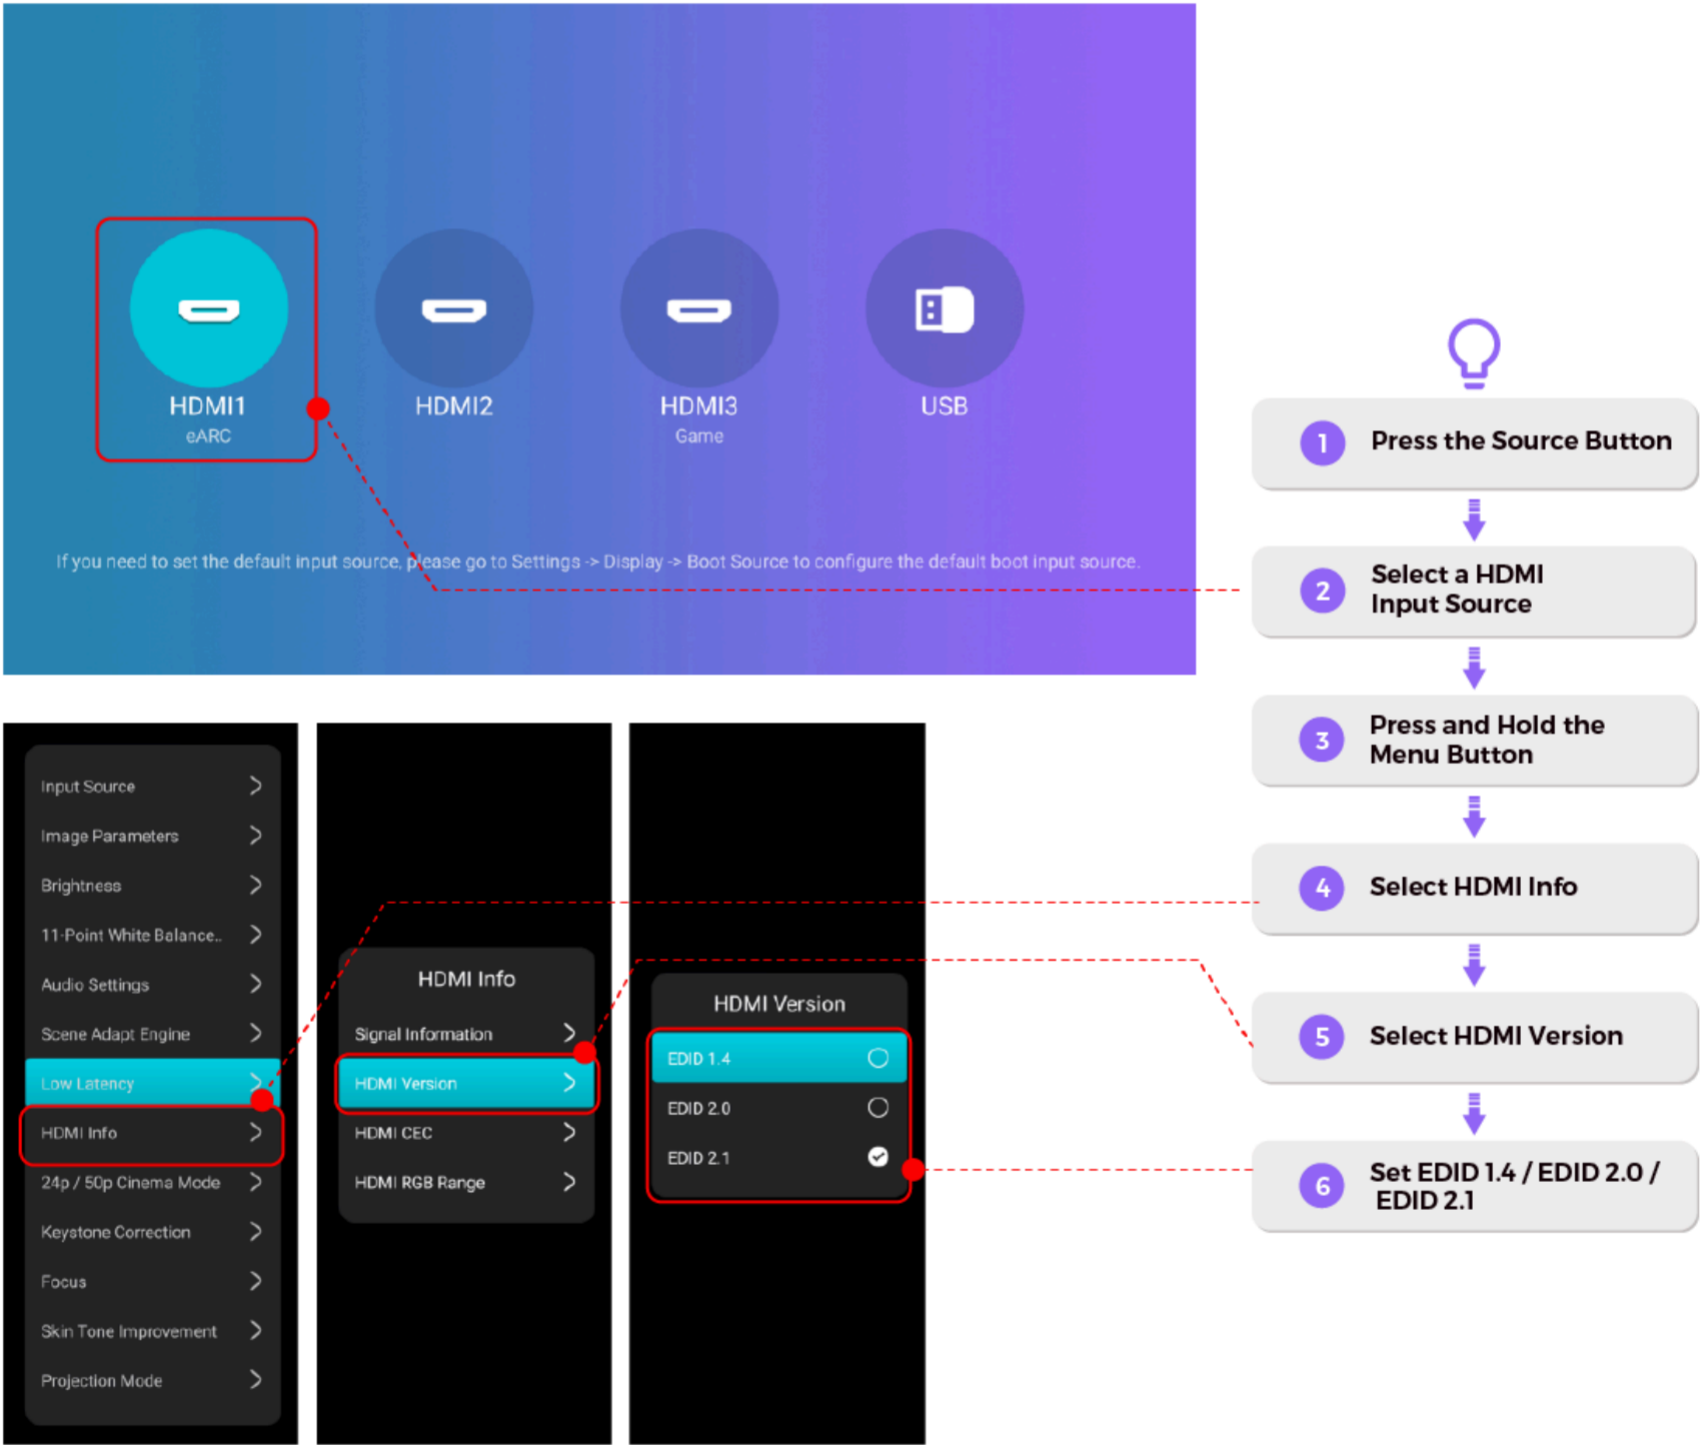 HDMI1
eARC
HDMI2
HDMI3
Game
USB
If you need to set the default input source, please go to Settings -> Display -> Boot Source to configure the default boot input source.
1
Press the Source Button
2
Select a HDMI
Input Source
3
Press and Hold the
Menu Button
4
Select HDMI Info
5
Select HDMI Version
6
Set EDID 1.4 / EDID 2.0 /
EDID 2.1
Input Source
Image Parameters
Brightness
11-Point White Balance..
Audio Settings
Scene Adapt Engine
Low Latency
HDMI Info
24p / 50p Cinema Mode
Keystone Correction
Focus
Skin Tone Improvement
Projection Mode
HDMI Info
Signal Information
HDMI Version
HDMI CEC
HDMI RGB Range
HDMI Version
EDID 1.4
EDID 2.0
EDID 2.1